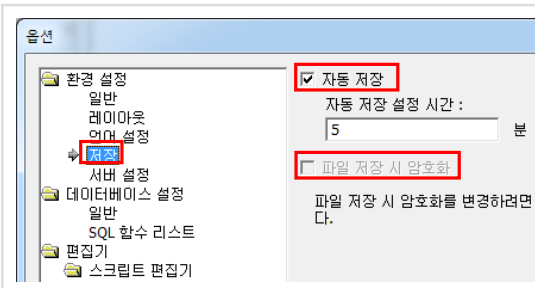 옵션
환경 설정
일반
레이아웃
언어 설정
저장
서버 설정
데이터베이스 설정
일반
SQL 함수 리스트
편집기
스크립트 편집기
자동 저장
자동 저장 설정 시간 :
5 분
파일 저장 시 암호화
파일 저장 시 암호화를 변경하려면
다.